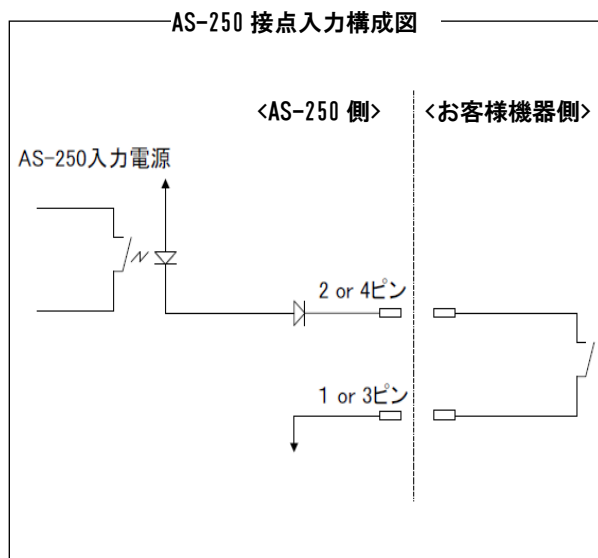 AS-250 接点入力構成図
<AS-250 側> <お客様機器側>
AS-250入力電源
2 or 4ピン
1 or 3ピン